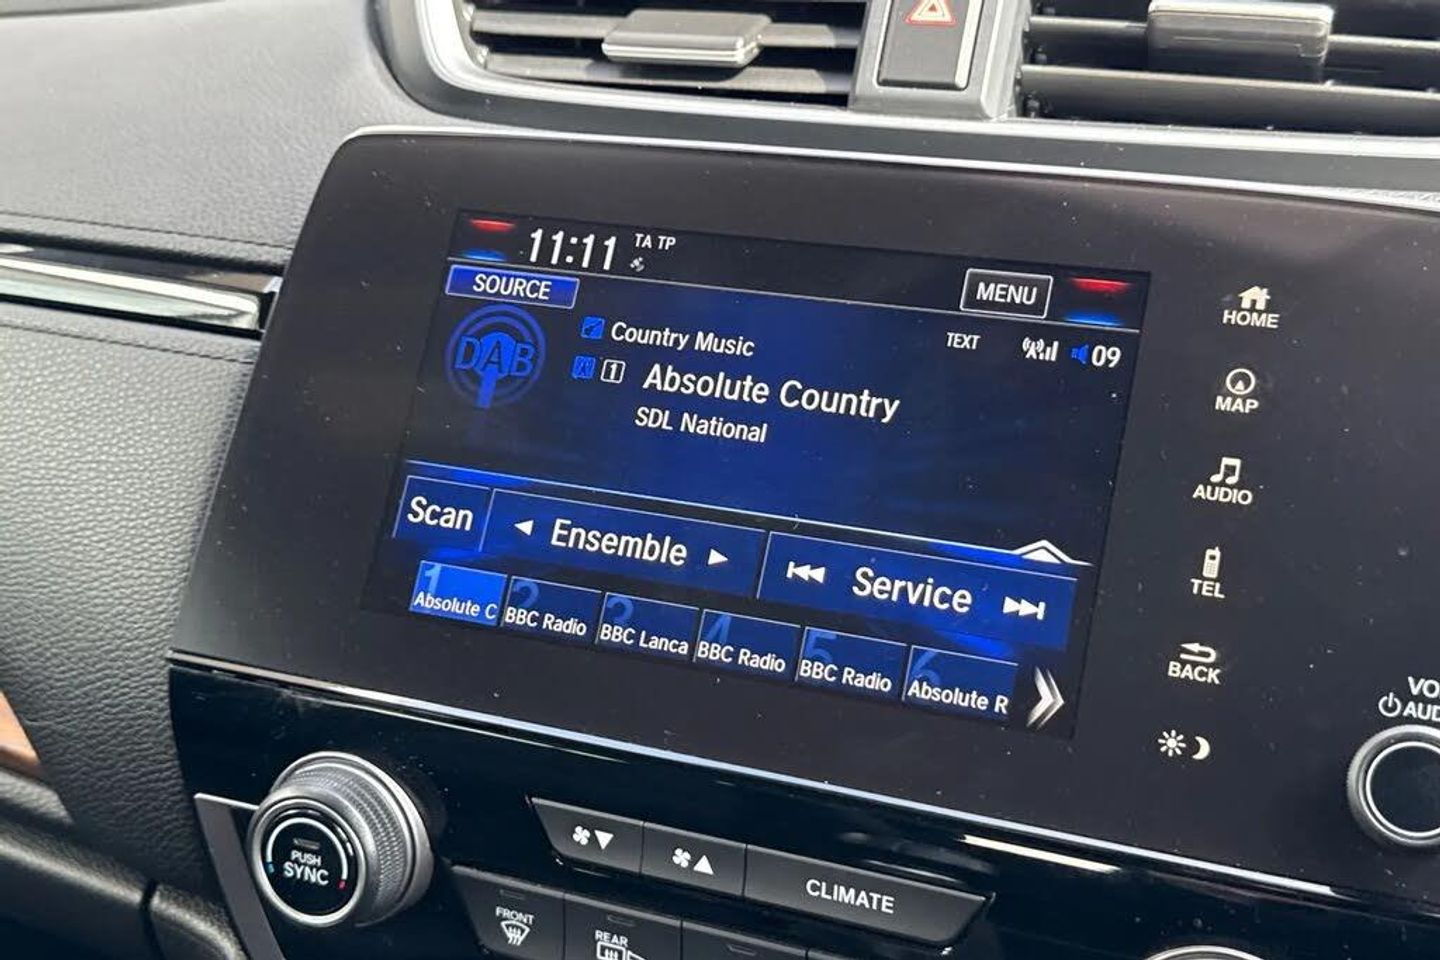 11:11 TA TP
SOURCE
MENU
DAB
Country Music
TEXT
09
1 Absolute Country
SDL National
Scan
Ensemble
Service
1 Absolute C
2 BBC Radio
3 BBC Lanca
4 BBC Radio
5 BBC Radio
6 Absolute R
HOME
MAP
AUDIO
TEL
BACK
VO
AUD
PUSH
SYNC
CLIMATE
FRONT
REAR